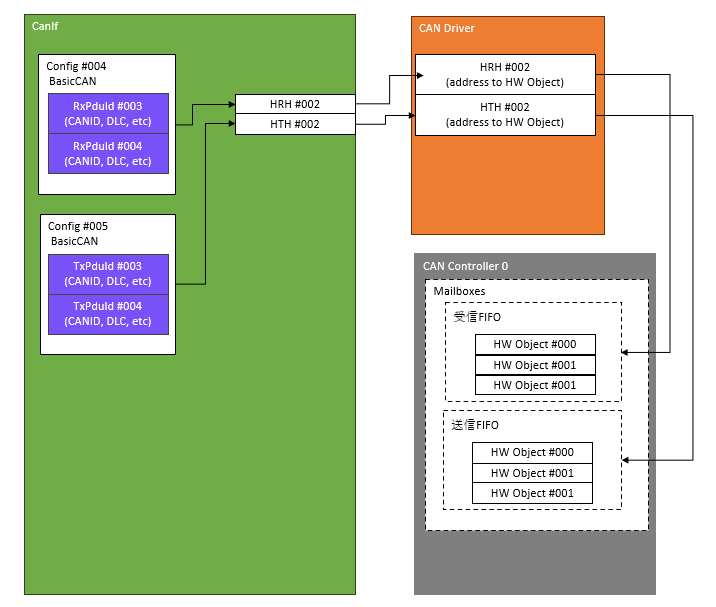 CanIf
Config #004
BasicCAN
RxPduId #003
(CANID, DLC, etc)
RxPduId #004
(CANID, DLC, etc)
HRH #002
HTH #002
Config #005
BasicCAN
TxPduId #003
(CANID, DLC, etc)
TxPduId #004
(CANID, DLC, etc)
CAN Driver
HRH #002
(address to HW Object)
HTH #002
(address to HW Object)
CAN Controller 0
Mailboxes
受信FIFO
HW Object #000
HW Object #001
HW Object #001
送信FIFO
HW Object #000
HW Object #001
HW Object #001